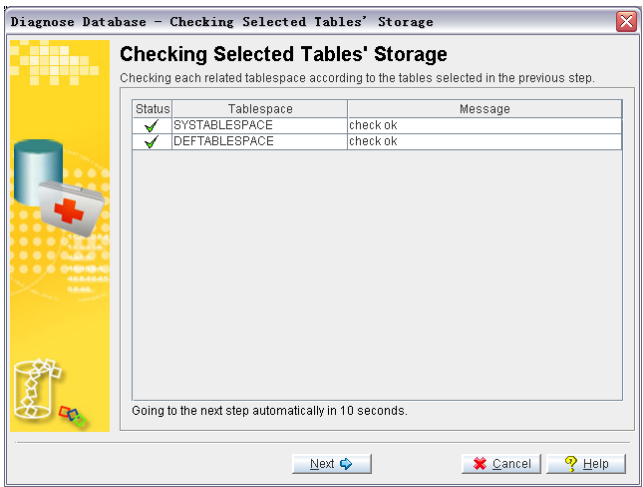 Diagnose Database - Checking Selected Tables' Storage
Checking Selected Tables' Storage
Checking each related tablespace according to the tables selected in the previous step.
Status Tablespace Message
SYSTABLESPACE check ok
DEFTABLESPACE check ok
Going to the next step automatically in 10 seconds.
Next Cancel Help